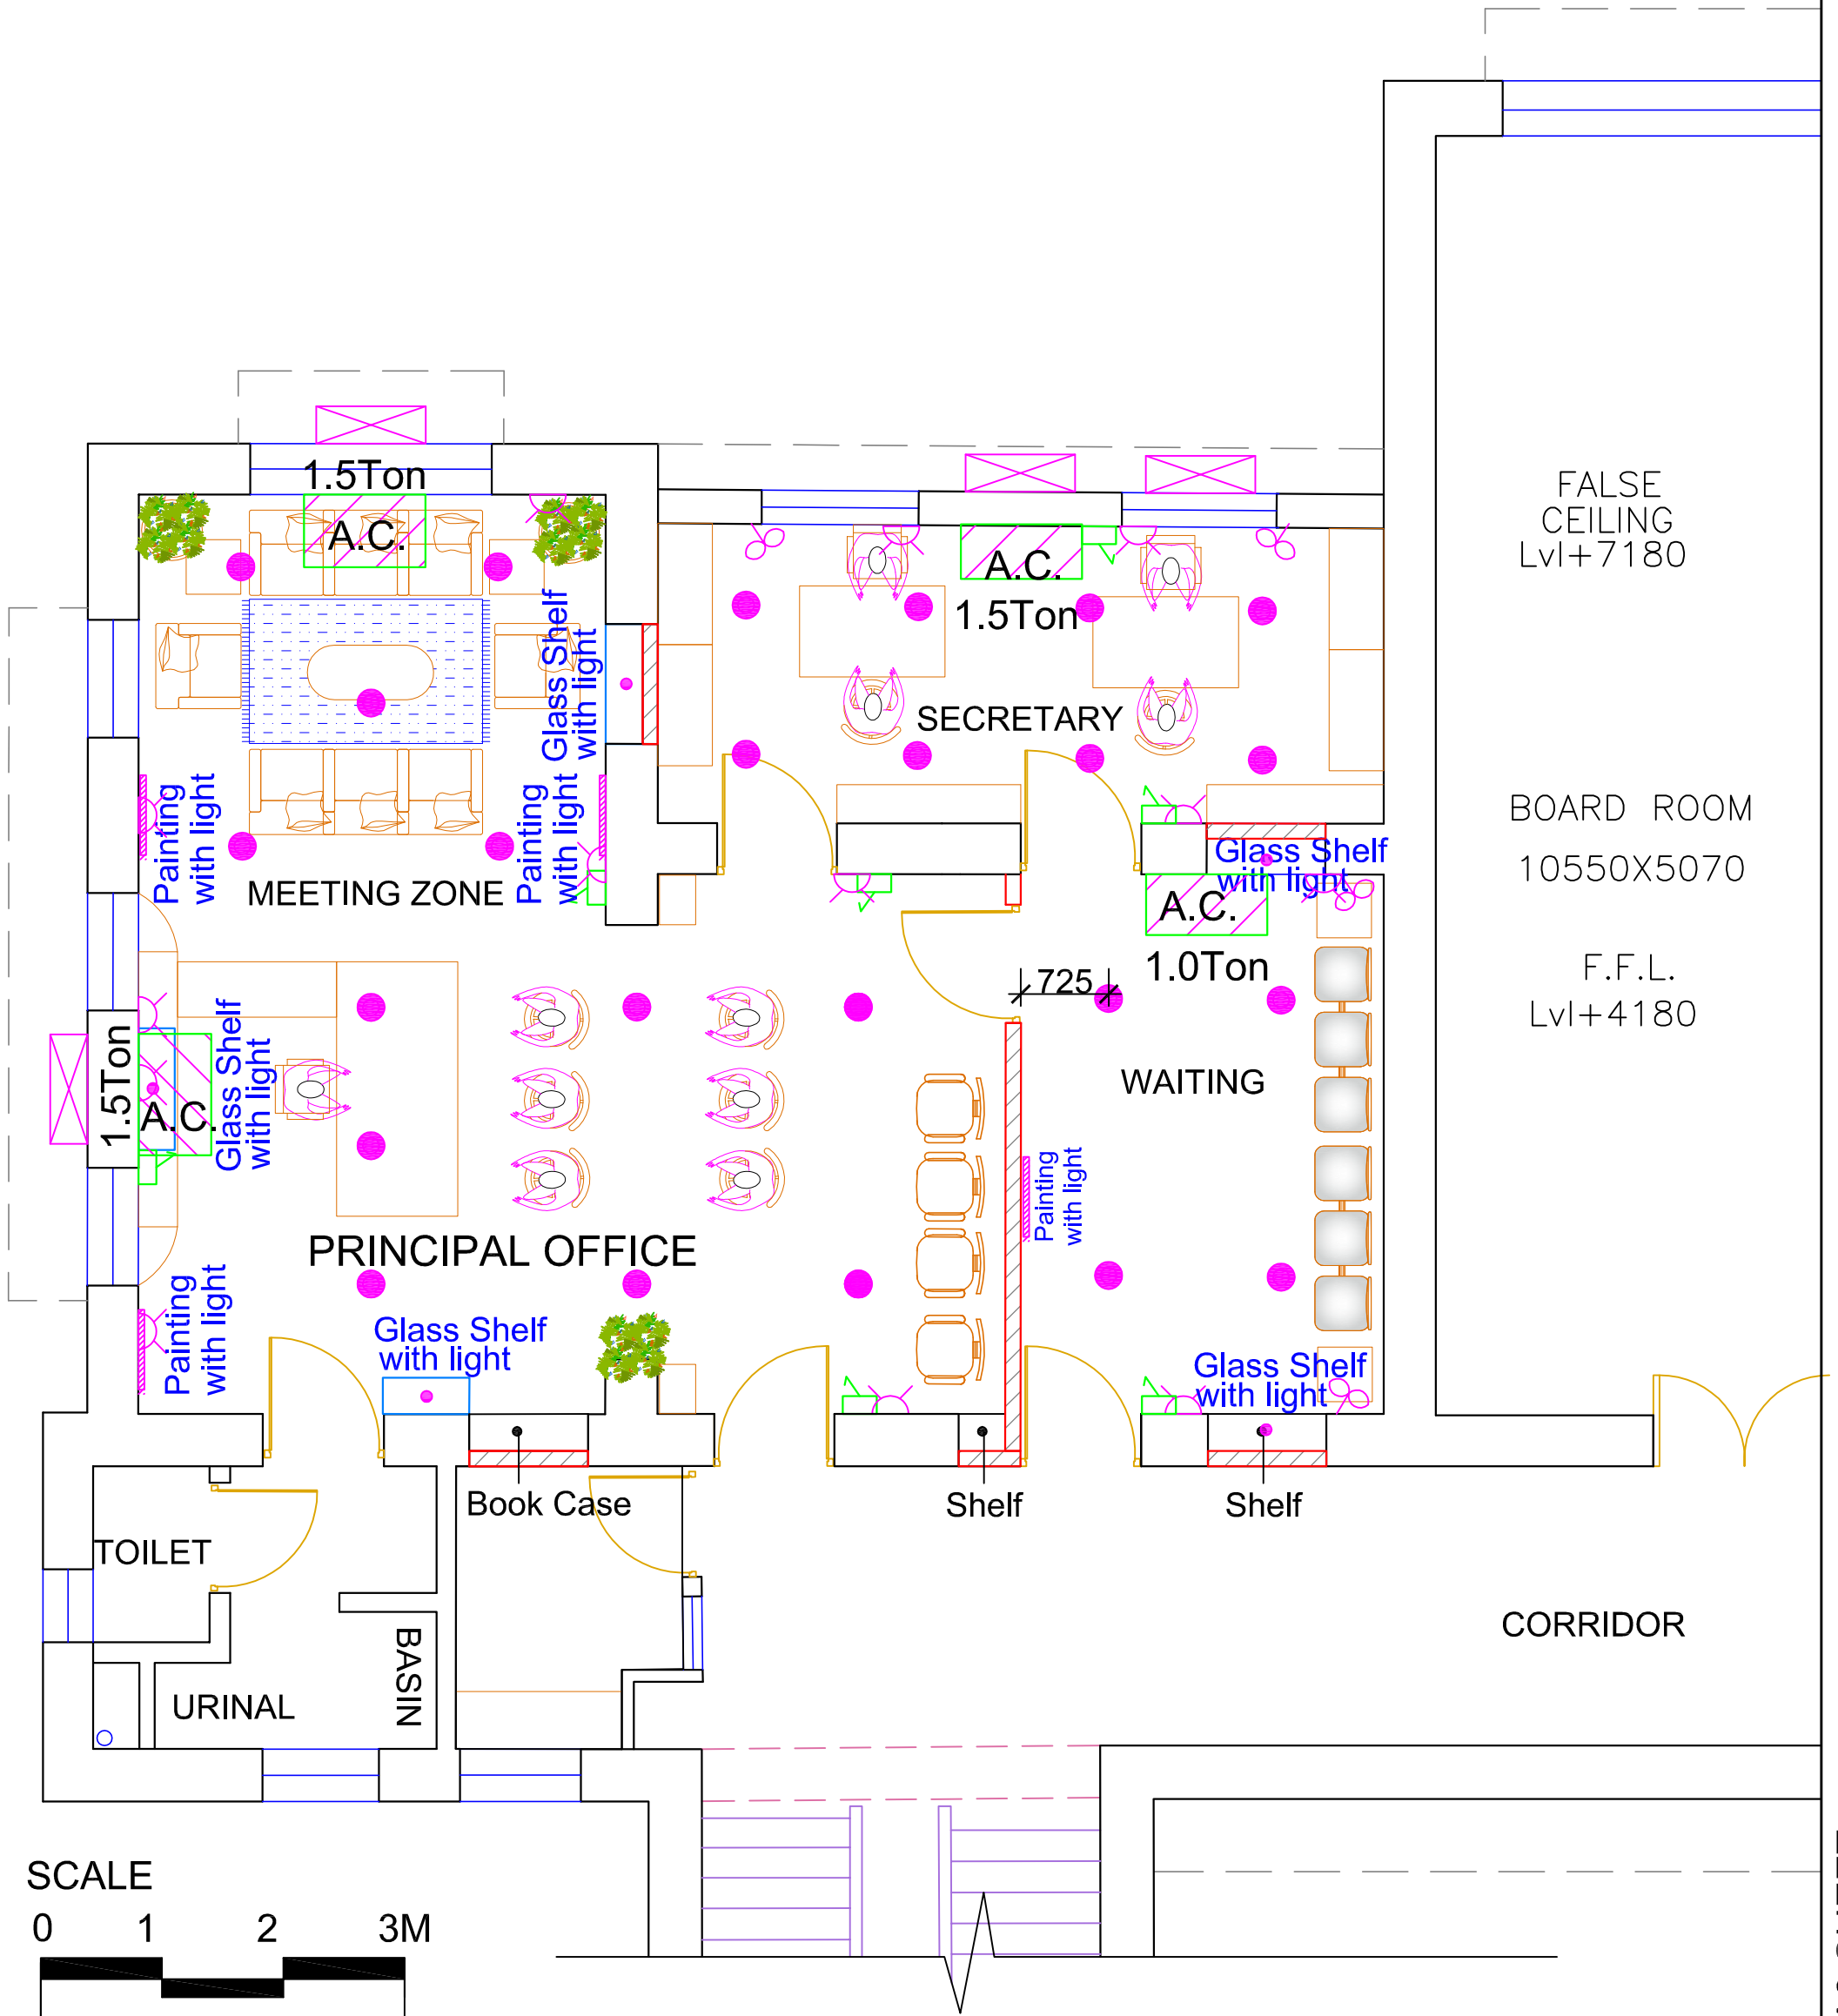 FALSE
CEILING
Lvl+7180
1.5Ton
A.C.
A.C.
1.5Ton
Glass Shelf
with light
SECRETARY
BOARD ROOM
10550X5070
Painting
with light
Painting
with light
MEETING ZONE
Glass Shelf
with light
A.C.
1.0Ton
F.F.L.
Lvl+4180
725
1.5Ton
A.C.
Glass Shelf
with light
WAITING
Painting
with light
PRINCIPAL OFFICE
Painting
with light
Glass Shelf
with light
Glass Shelf
with light
Book Case
Shelf
Shelf
TOILET
BASIN
URINAL
CORRIDOR
SCALE
0 1 2 3M